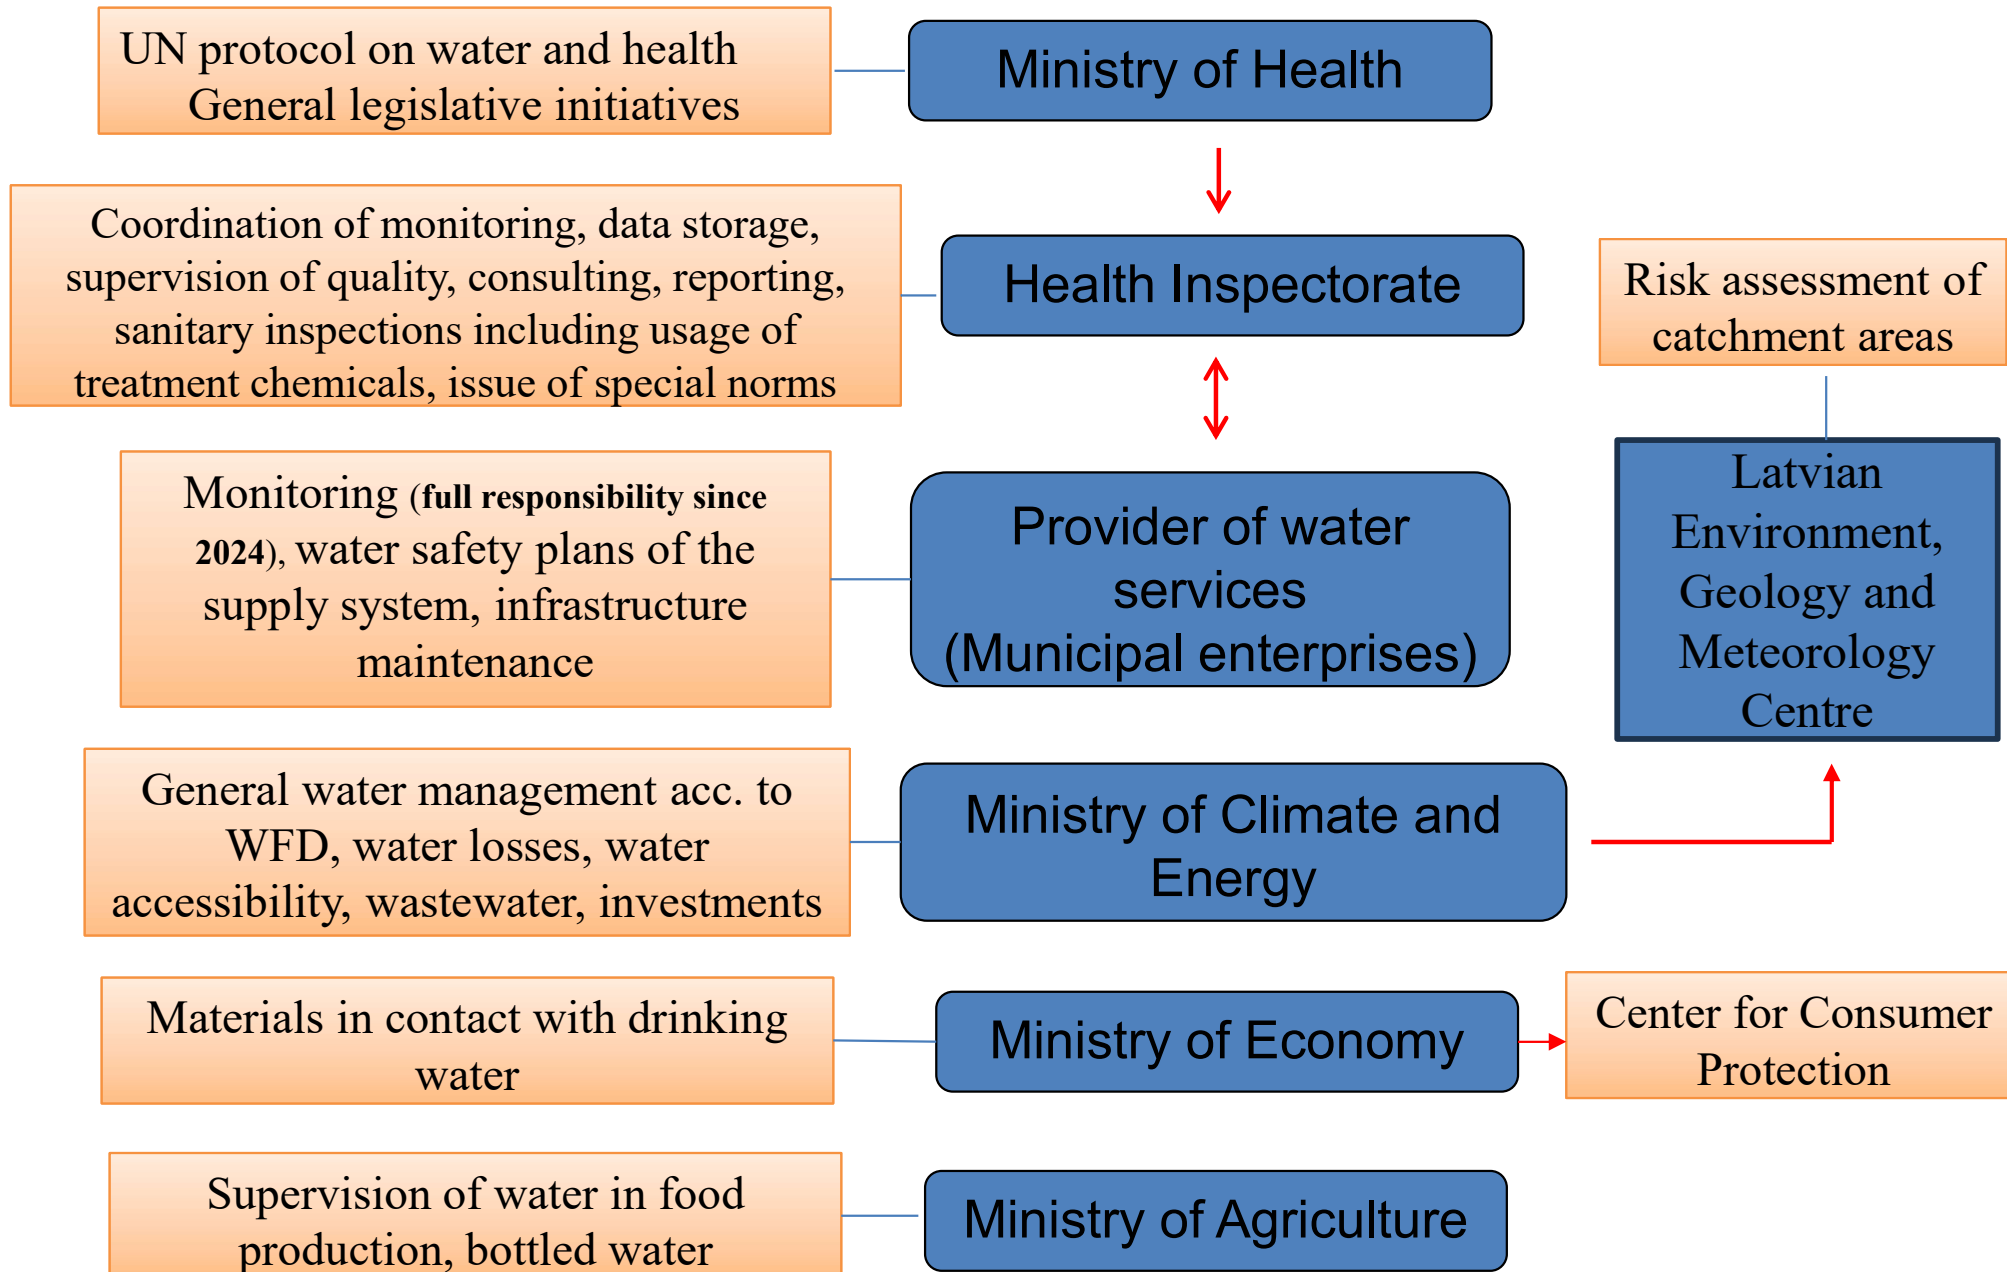 UN protocol on water and health
General legislative initiatives
Ministry of Health
Coordination of monitoring, data storage,
supervision of quality, consulting, reporting,
sanitary inspections including usage of
treatment chemicals, issue of special norms
Health Inspectorate
Risk assessment of
catchment areas
Monitoring (full responsibility since
2024), water safety plans of the
supply system, infrastructure
maintenance
Provider of water
services
(Municipal enterprises)
Latvian
Environment,
Geology and
Meteorology
Centre
General water management acc. to
WFD, water losses, water
accessibility, wastewater, investments
Ministry of Climate and
Energy
Materials in contact with drinking
water
Ministry of Economy
Center for Consumer
Protection
Supervision of water in food
production, bottled water
Ministry of Agriculture